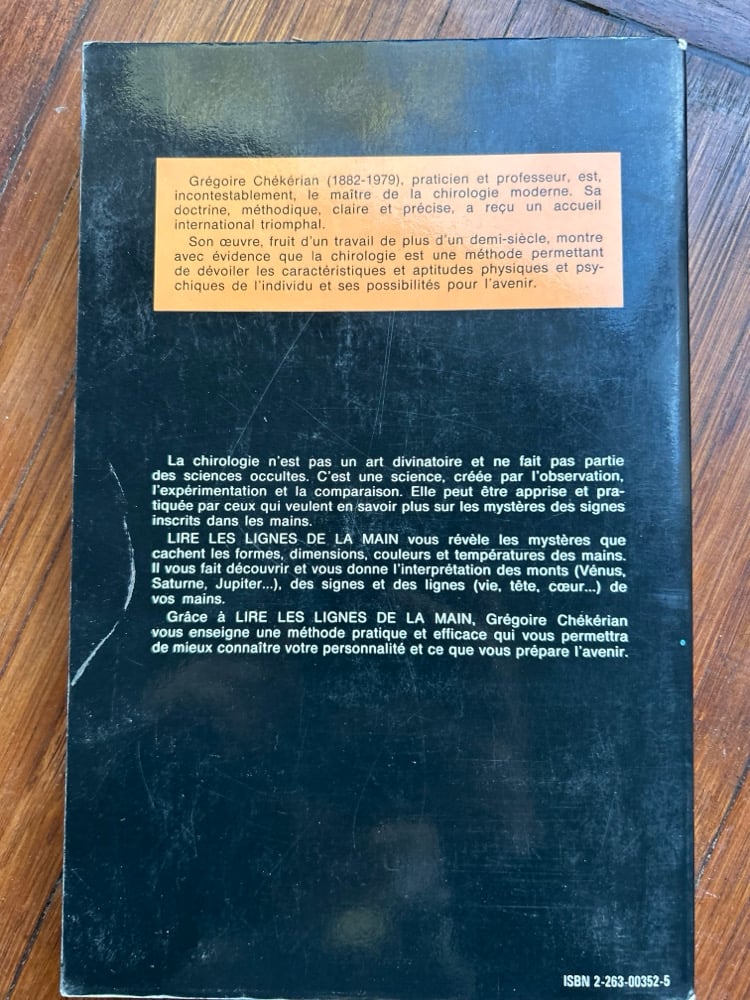 Grégoire Chékérian (1882-1979), praticien et professeur, est,
incontestablement, le maître de la chirologie moderne. Sa
doctrine, méthodique, claire et précise, a reçu un accueil
international triomphal.
Son œuvre, fruit d'un travail de plus d'un demi-siècle, montre
avec évidence que la chirologie est une méthode permettant
de dévoiler les caractéristiques et aptitudes physiques et psy-
chiques de l'individu et ses possibilités pour l'avenir.
La chirologie n'est pas un art divinatoire et ne fait pas partie
des sciences occultes. C'est une science, créée par l'observation,
l'expérimentation et la comparaison. Elle peut être apprise et pra-
tiquée par ceux qui veulent en savoir plus sur les mystères des signes
inscrits dans les mains.
LIRE LES LIGNES DE LA MAIN vous révèle les mystères que
cachent les formes, dimensions, couleurs et températures des mains.
Il vous fait découvrir et vous donne l'interprétation des monts (Vénus,
Saturne, Jupiter...), des signes et des lignes (vie, tête, cœur...) de
vos mains.
Grâce à LIRE LES LIGNES DE LA MAIN, Grégoire Chékérian
vous enseigne une méthode pratique et efficace qui vous permettra
de mieux connaître votre personnalité et ce que vous prépare l'avenir.
ISBN 2-263-00352-5